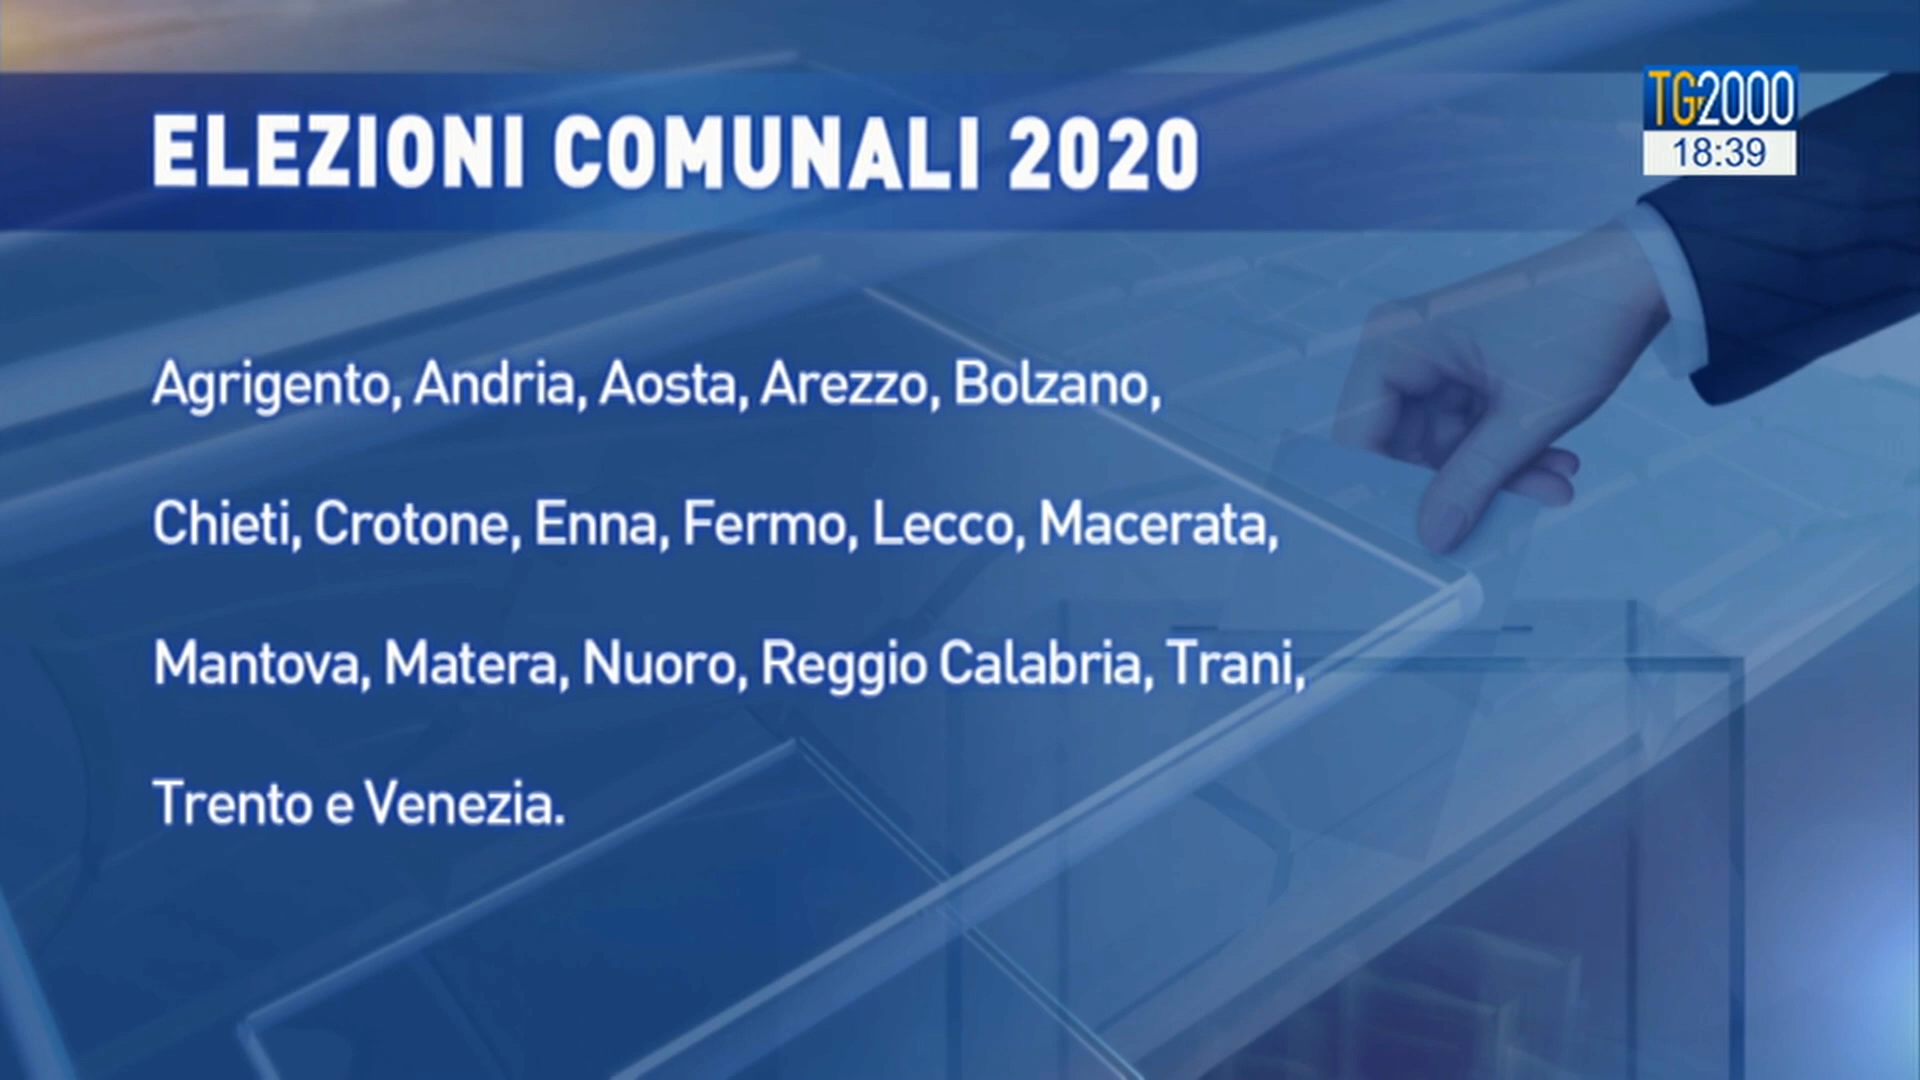 ELEZIONI COMUNALI 2020
TG2000
18:39
Agrigento, Andria, Aosta, Arezzo, Bolzano,
Chieti, Crotone, Enna, Fermo, Lecco, Macerata,
Mantova, Matera, Nuoro, Reggio Calabria, Trani,
Trento e Venezia.